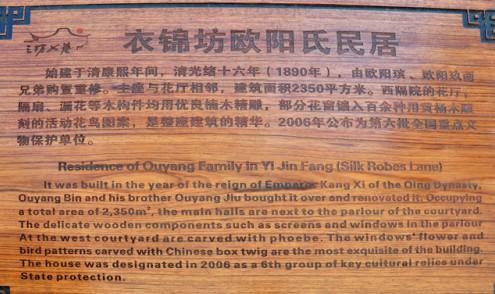 三坊七巷
衣锦坊欧阳氏民居
始建于清康熙年间，清光绪十六年（1890年），由欧阳璸、欧阳玖两
兄弟购置重修。主座与花厅相邻，建筑面积2350平方米。西隔院的花厅，
隔扇、漏花等木构件均用优良楠木精雕，部分花窗镶入百余种用黄杨木雕
刻的活动花鸟图案，是整座建筑的精华。2006年公布为第六批全国重点文
物保护单位。
Residence of Ouyang Family in Yi Jin Fang (Silk Robes Lane)
It was built in the year of the reign of Emperor Kang Xi of the Qing Dynasty,
Ouyang Bin and his brother Ouyang Jiu bought it over and renovated it. Occupying
a total area of 2,350m², the main halls are next to the parlour of the courtyard.
The delicate wooden components such as screens and windows in the parlour
At the west courtyard are carved with phoebe. The windows' flower and
bird patterns carved with Chinese box twig are the most exquisite of the building.
The house was designated in 2006 as a 6th group of key cultural relics under
State protection.